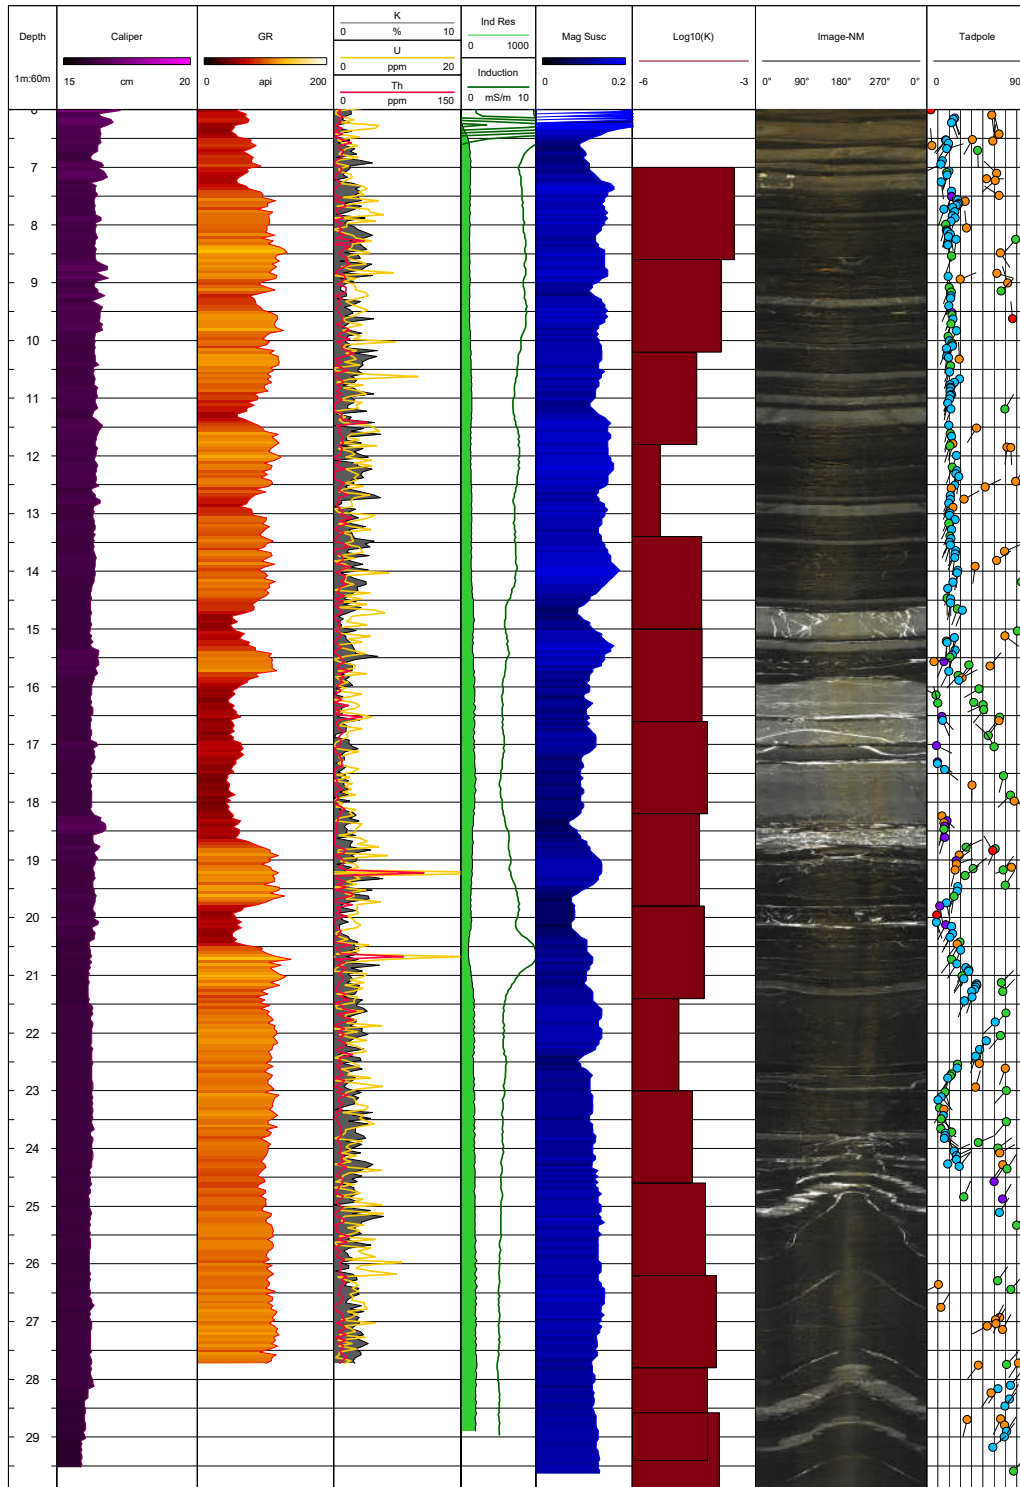 Depth
1m:60m
Caliper
15 cm 20
GR
0 api 200
K
0 % 10
U
0 ppm 20
Th
0 ppm 150
Ind Res
0 1000
Induction
0 mS/m 10
Mag Susc
0 0.2
Log10(K)
-6 -3
Image-NM
0° 90° 180° 270° 0°
Tadpole
0 90
6
7
8
9
10
11
12
13
14
15
16
17
18
19
20
21
22
23
24
25
26
27
28
29